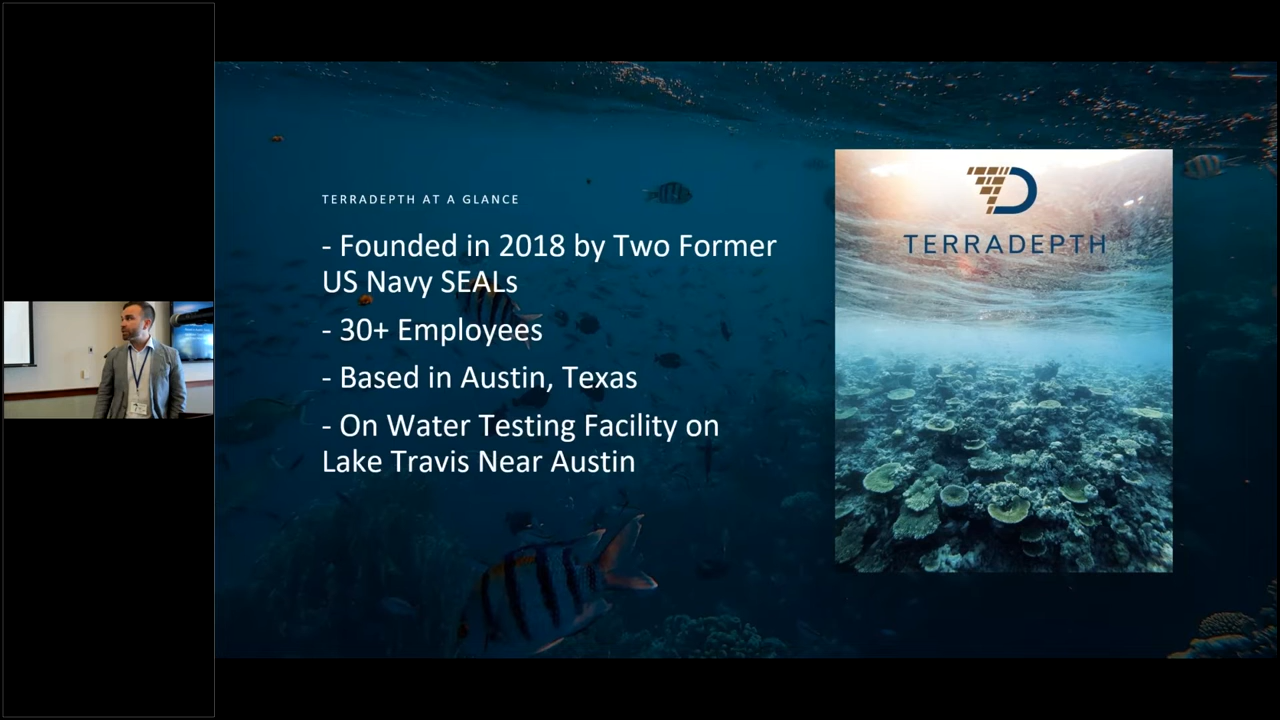 TERRADEPTH AT A GLANCE
- Founded in 2018 by Two Former
US Navy SEALs
- 30+ Employees
- Based in Austin, Texas
- On Water Testing Facility on
Lake Travis Near Austin
TERRADEPTH